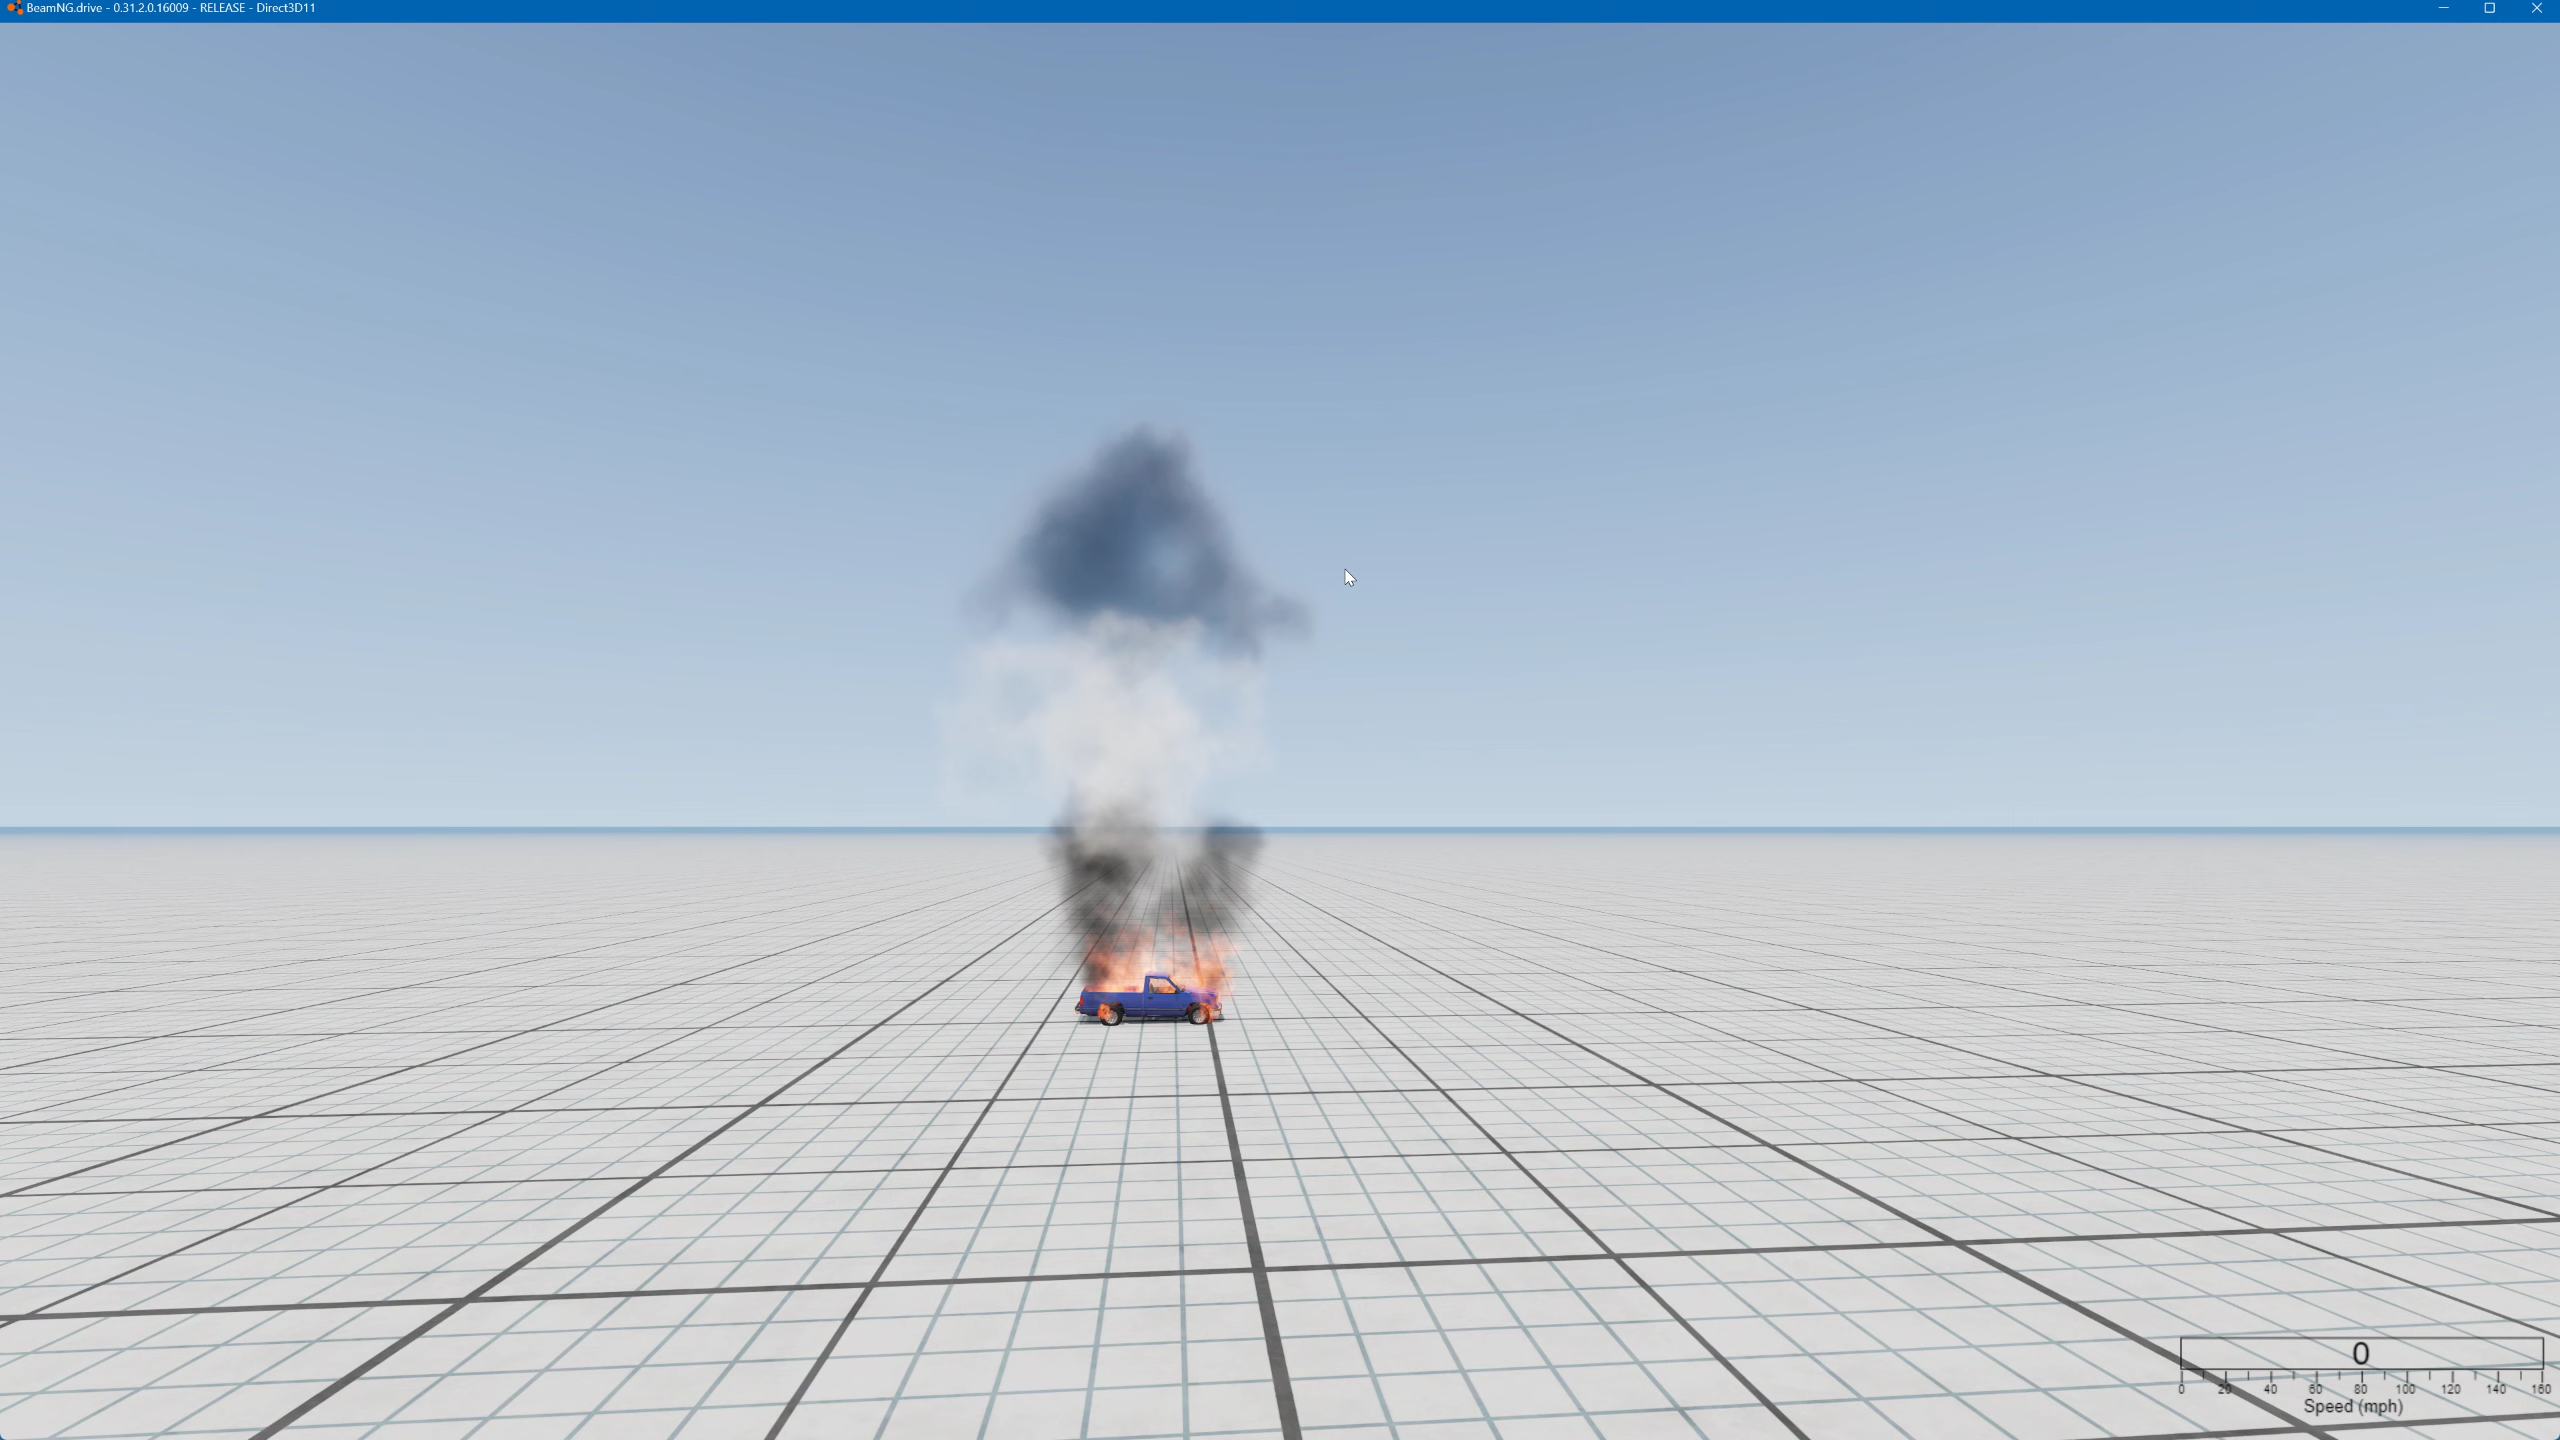 BeamNG.drive - 0.31.2.0.16009 - RELEASE - Direct3D11
0
0 20 40 60 80 100 120 140 160
Speed (mph)